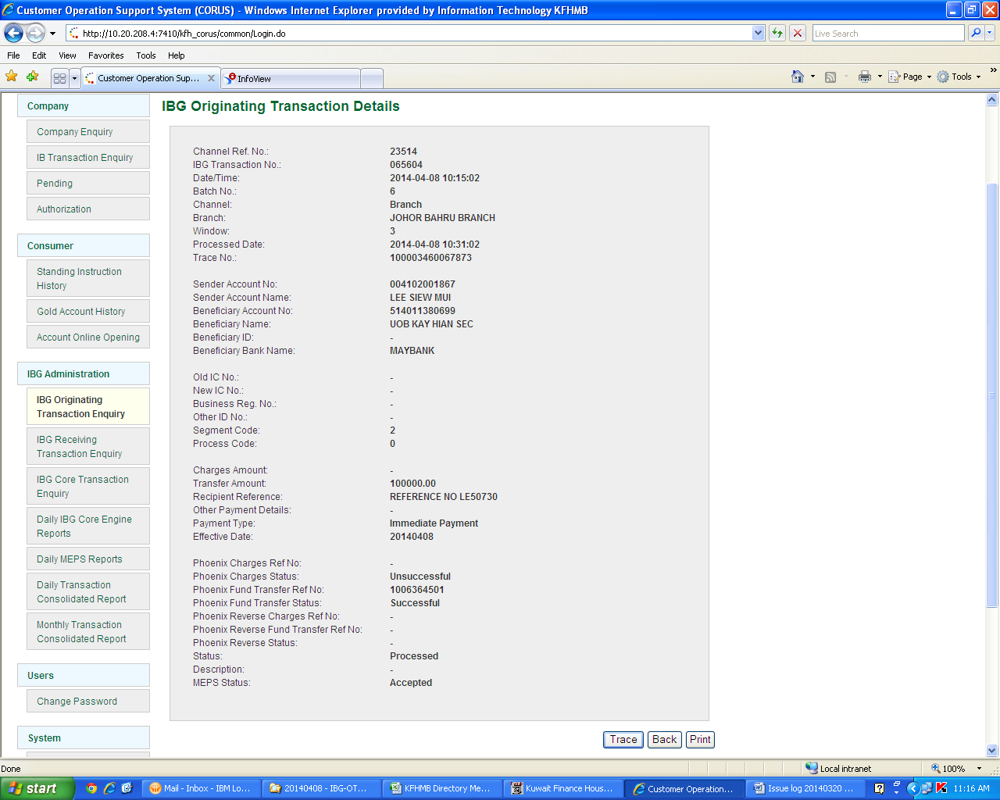 Customer Operation Support System (CORUS) - Windows Internet Explorer provided by Information Technology KFHMB
http://10.20.208.4:7410/kfh_corus/common/Login.do
Live Search
File Edit View Favorites Tools Help
Customer Operation Sup...
InfoView
Page
Tools
Company
Company Enquiry
IB Transaction Enquiry
Pending
Authorization
Consumer
Standing Instruction
History
Gold Account History
Account Online Opening
IBG Administration
IBG Originating
Transaction Enquiry
IBG Receiving
Transaction Enquiry
IBG Core Transaction
Enquiry
Daily IBG Core Engine
Reports
Daily MEPS Reports
Daily Transaction
Consolidated Report
Monthly Transaction
Consolidated Report
Users
Change Password
System
IBG Originating Transaction Details
Channel Ref. No.: 23514
IBG Transaction No.: 065604
Date/Time: 2014-04-08 10:15:02
Batch No.: 6
Channel: Branch
Branch: JOHOR BAHRU BRANCH
Window: 3
Processed Date: 2014-04-08 10:31:02
Trace No.: 100003460067873
Sender Account No: 004102001867
Sender Account Name: LEE SIEW MUI
Beneficiary Account No: 514011380699
Beneficiary Name: UOB KAY HIAN SEC
Beneficiary ID: -
Beneficiary Bank Name: MAYBANK
Old IC No.: -
New IC No.: -
Business Reg. No.: -
Other ID No.: -
Segment Code: 2
Process Code: 0
Charges Amount: -
Transfer Amount: 100000.00
Recipient Reference: REFERENCE NO LE50730
Other Payment Details: -
Payment Type: Immediate Payment
Effective Date: 20140408
Phoenix Charges Ref No: -
Phoenix Charges Status: Unsuccessful
Phoenix Fund Transfer Ref No: 1006364501
Phoenix Fund Transfer Status: Successful
Phoenix Reverse Charges Ref No: -
Phoenix Reverse Fund Transfer Ref No: -
Phoenix Reverse Status: -
Status: Processed
Description: -
MEPS Status: Accepted
Trace Back Print
Done
Local intranet
100%
start
Mail - Inbox - IBM Lo...
20140408 - IBG-OT...
KFHMB Directory Me...
Kuwait Finance Hous...
Customer Operation...
Issue log 20140320 ...
11:16 AM